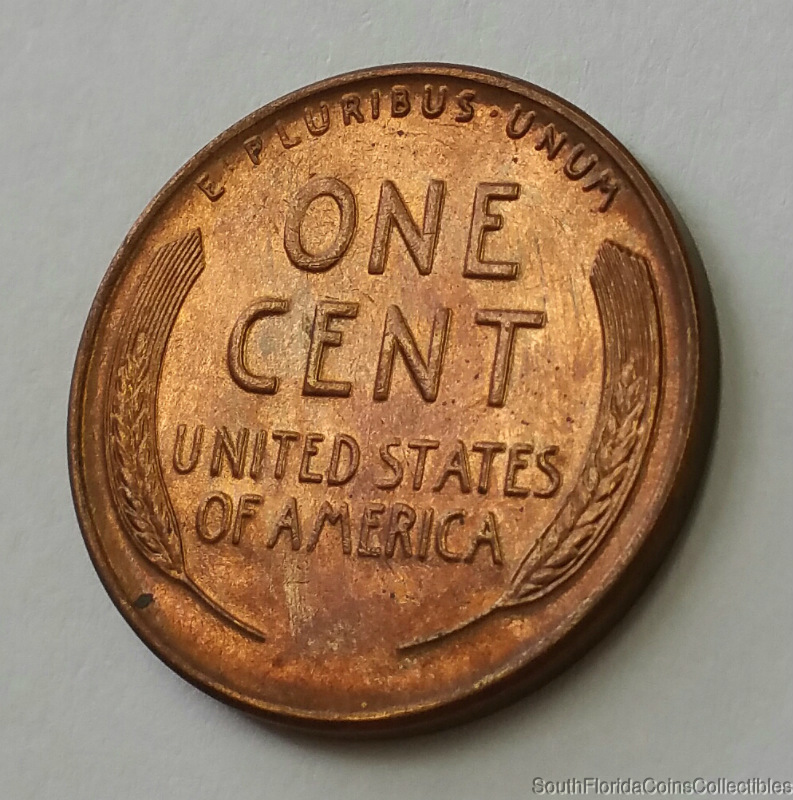 E·PLURIBUS·UNUM
ONE
CENT
UNITED STATES
OF AMERICA
SouthFloridaCoinsCollectibles